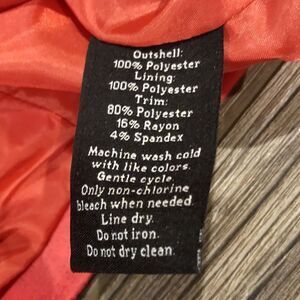 Outshell:
100% Polyester
Lining:
100% Polyester
Trim:
80% Polyester
16% Rayon
4% Spandex
Machine wash cold
with like colors.
Gentle cycle.
Only non-chlorine
bleach when needed.
Line dry.
Do not iron.
Do not dry clean.